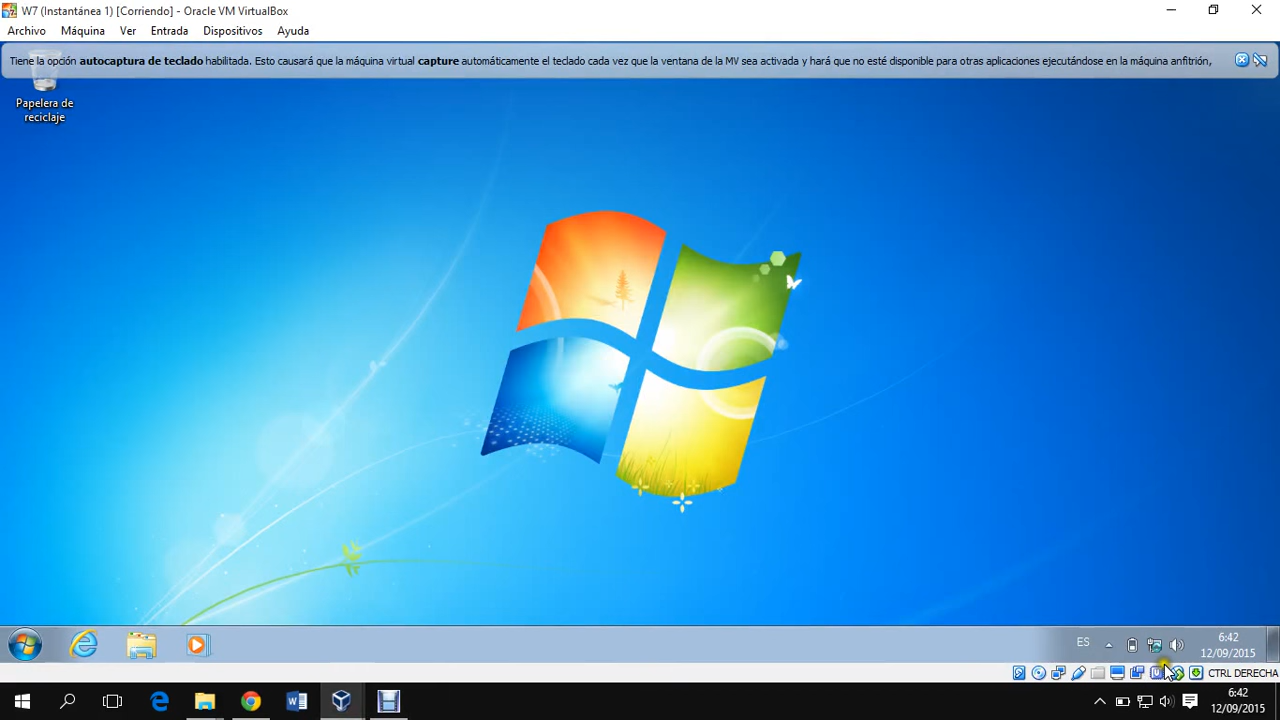 W7 (Instantánea 1) [Corriendo] - Oracle VM VirtualBox
Archivo Máquina Ver Entrada Dispositivos Ayuda
Tiene la opción autocaptura de teclado habilitada. Esto causará que la máquina virtual capture automáticamente el teclado cada vez que la ventana de la MV sea activada y hará que no esté disponible para otras aplicaciones ejecutándose en la máquina anfitrión,
Papelera de
reciclaje
ES
6:42
12/09/2015
CTRL DERECHA
6:42
12/09/2015